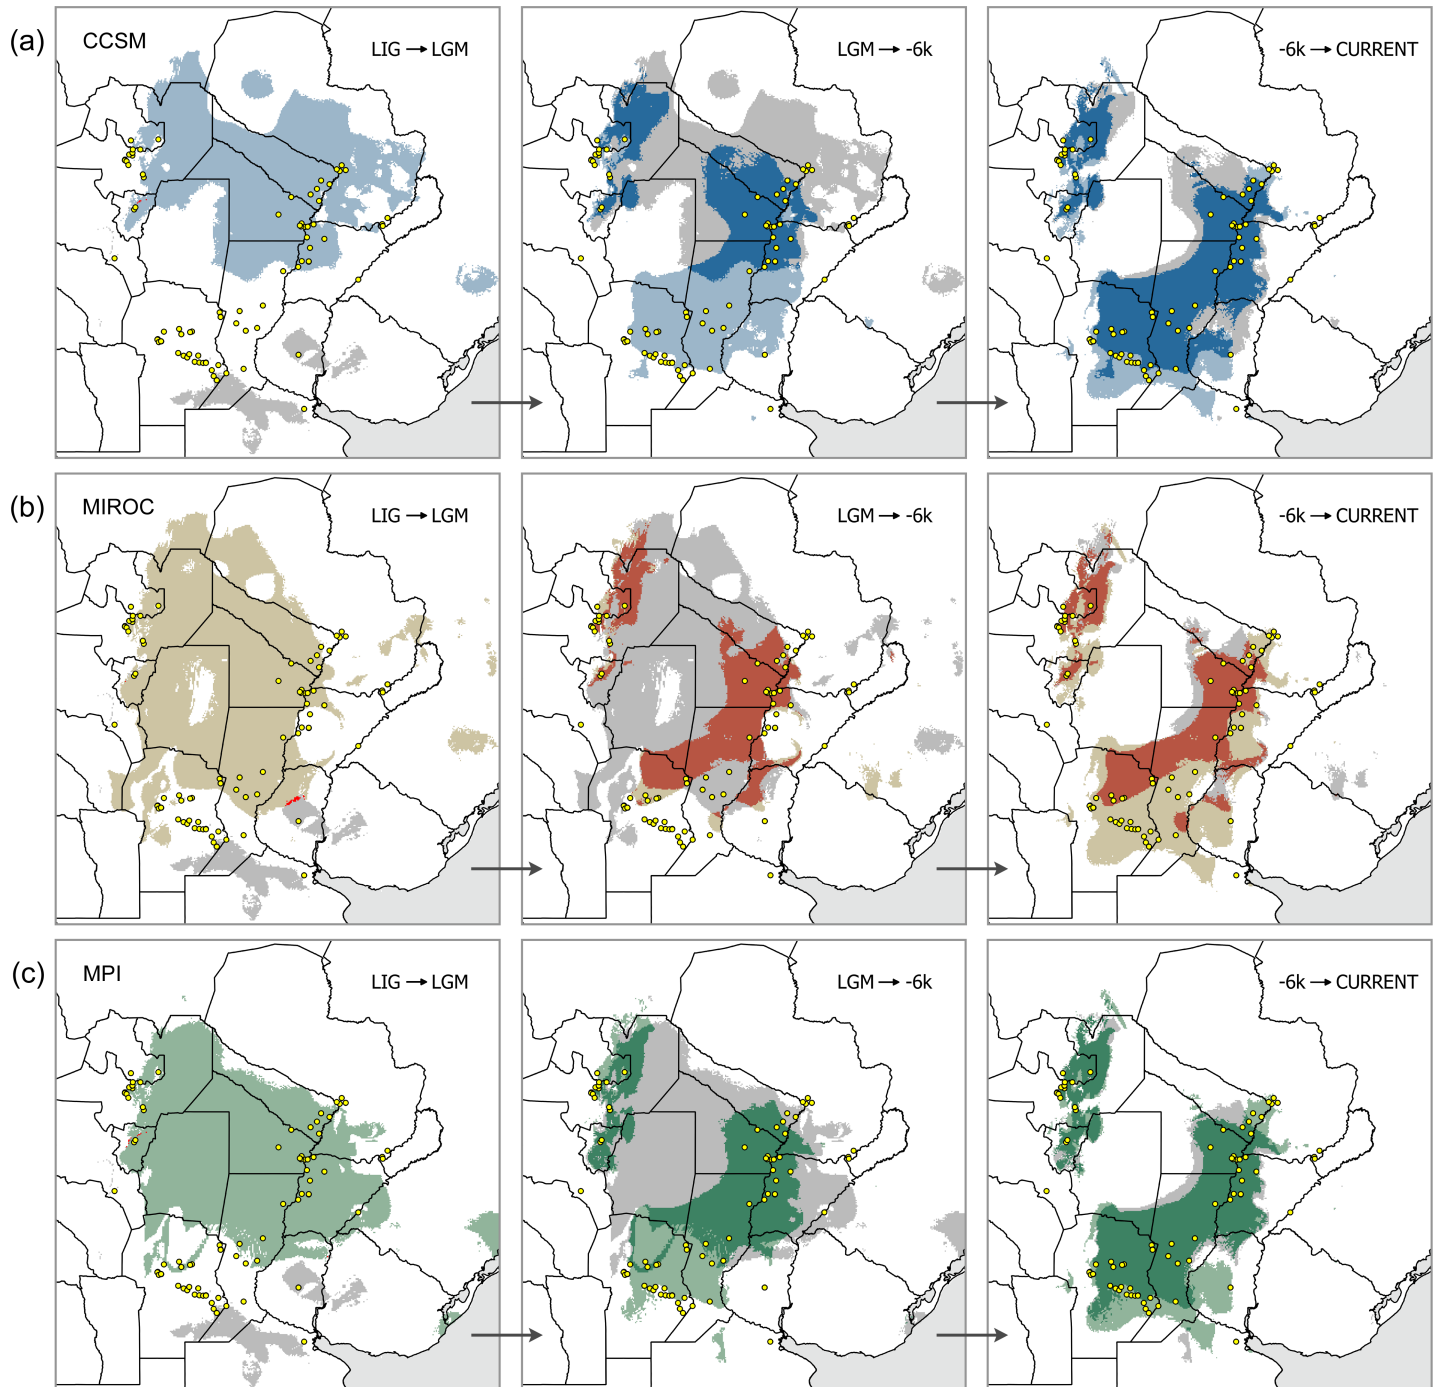 (a)
CCSM
LIG → LGM
LGM → -6k
-6k → CURRENT
(b)
MIROC
LIG → LGM
LGM → -6k
-6k → CURRENT
(c)
MPI
LIG → LGM
LGM → -6k
-6k → CURRENT